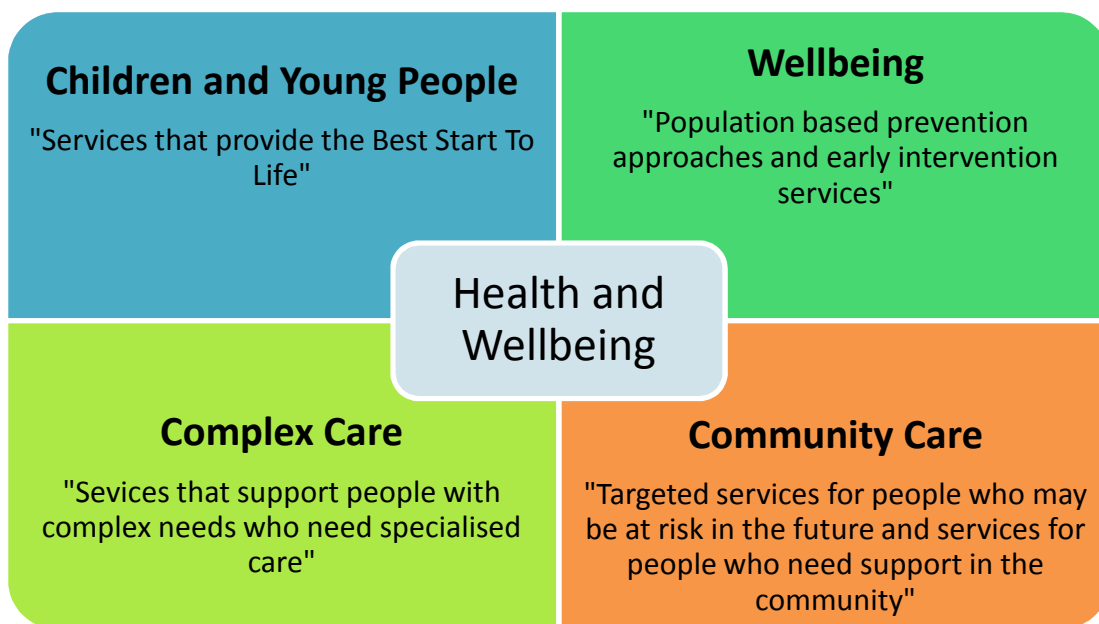 Children and Young People
"Services that provide the Best Start To
Life"
Wellbeing
"Population based prevention
approaches and early intervention
services"
Health and
Wellbeing
Complex Care
"Sevices that support people with
complex needs who need specialised
care"
Community Care
"Targeted services for people who may
be at risk in the future and services for
people who need support in the
community"